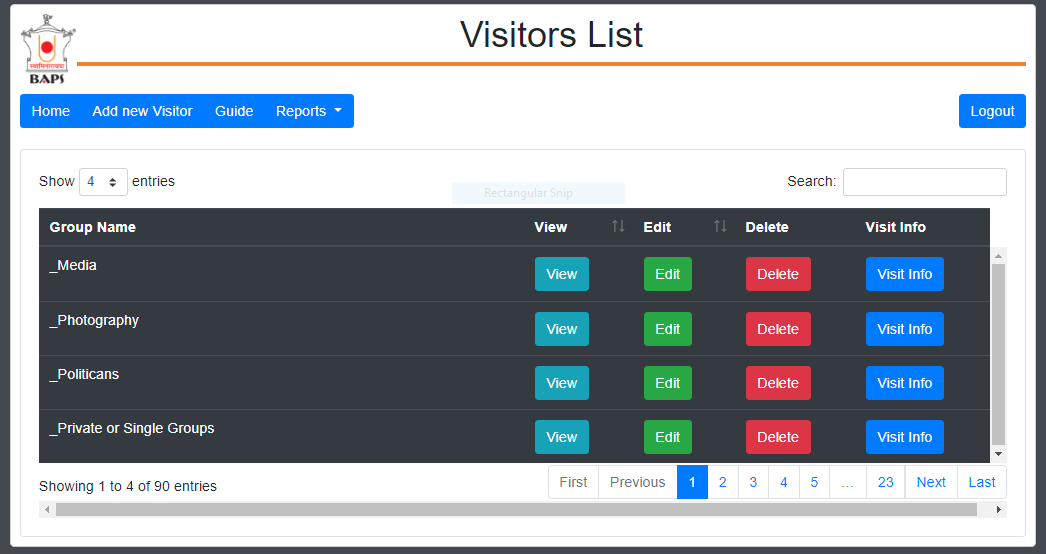 Visitors List
स्वामिनारायण
BAPS
Home Add new Visitor Guide Reports Logout
Show 4 entries Search:
Rectangular Snip
Group Name View Edit Delete Visit Info
_Media View Edit Delete Visit Info
_Photography View Edit Delete Visit Info
_Politicans View Edit Delete Visit Info
_Private or Single Groups View Edit Delete Visit Info
Showing 1 to 4 of 90 entries First Previous 1 2 3 4 5 … 23 Next Last